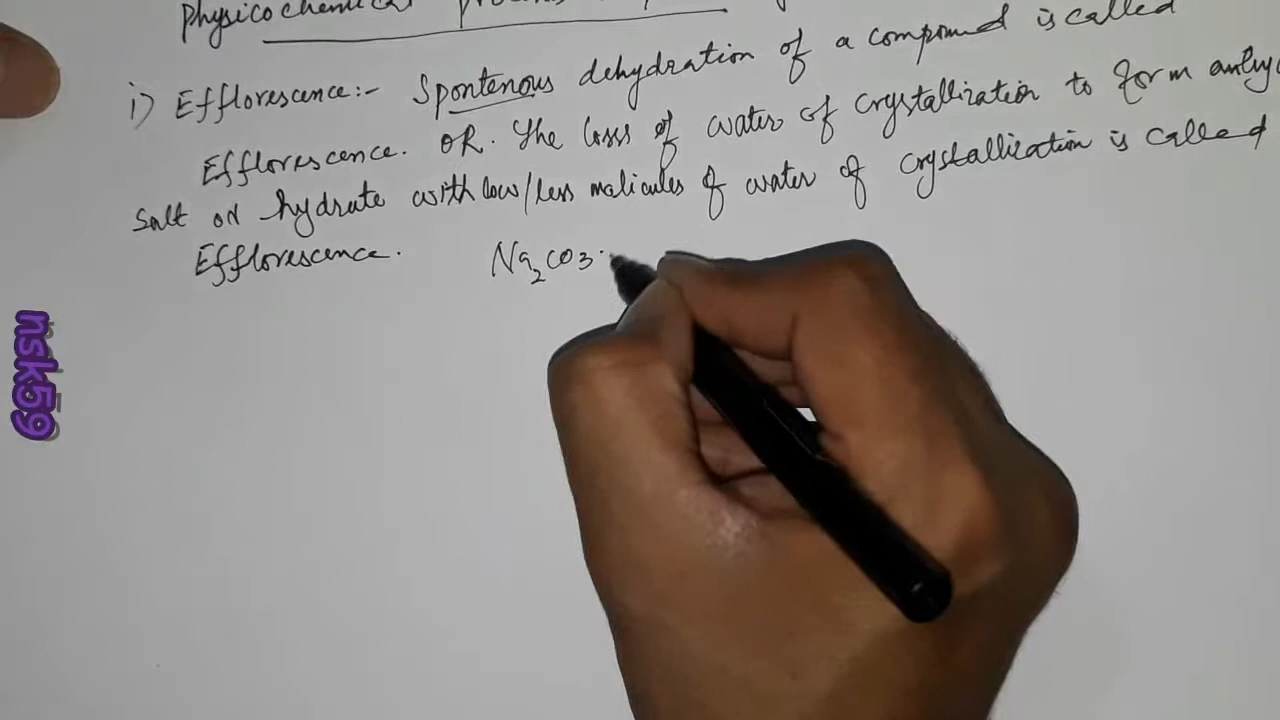 Physicochemical
i) Efflorescence:- Spontenous dehydration of a compound is called
Efflorescence. OR. The loss of water of crystallization to form anhy
Salt or hydrate with low/less malicules of water of crystallization is called
Efflorescence. Na2CO3.
nsk59